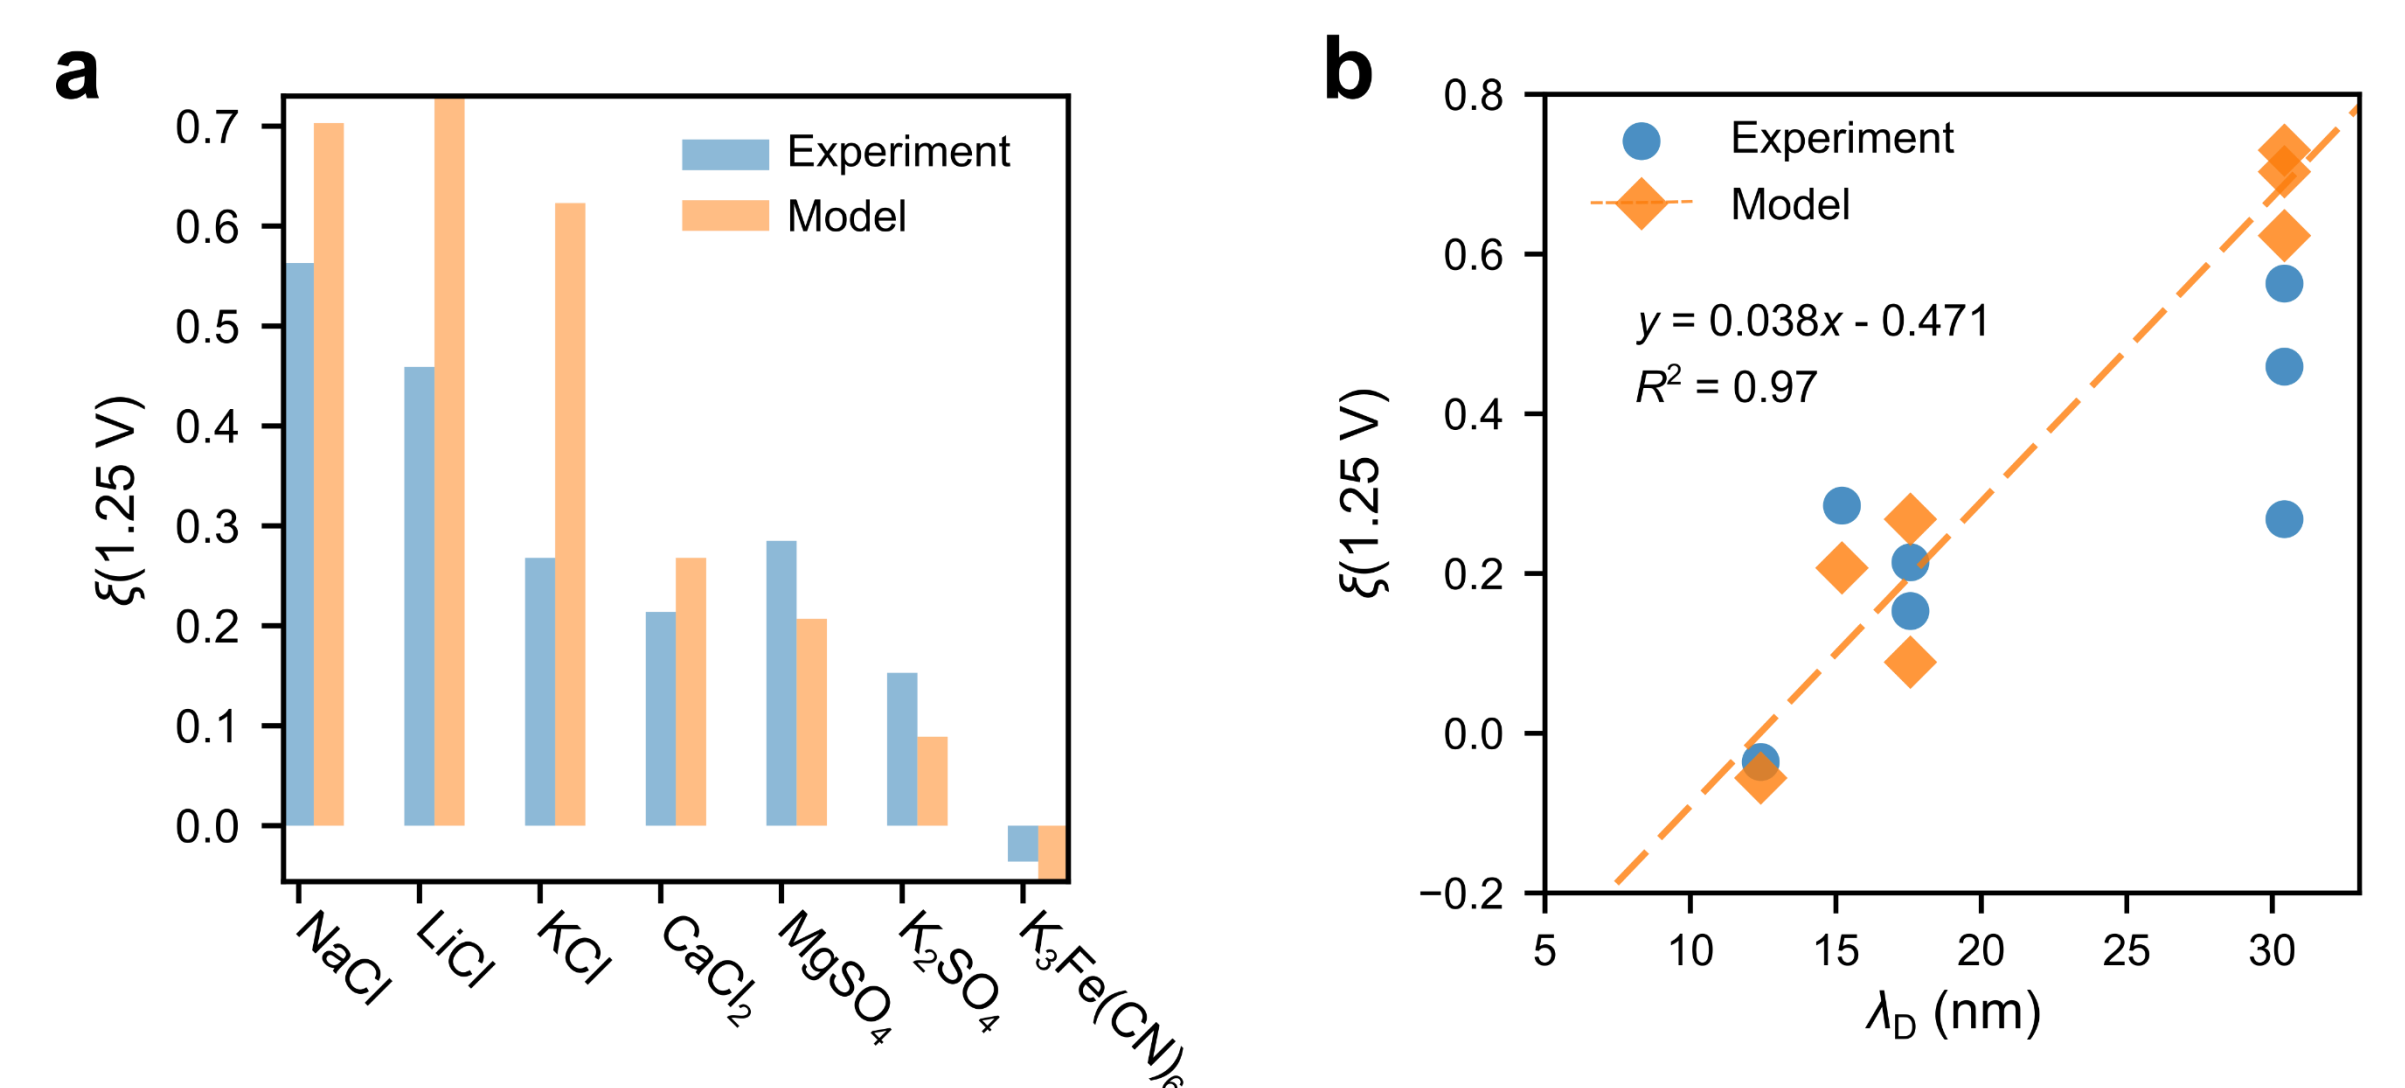 a
0.7
0.6
0.5
0.4
0.3
0.2
0.1
0.0
ξ(1.25 V)
Experiment
Model
NaCl
LiCl
KCl
CaCl₂
MgSO₄
K₂SO₄
K₃Fe(CN)₆
b
0.8
0.6
0.4
0.2
0.0
−0.2
ξ(1.25 V)
Experiment
Model
y = 0.038x - 0.471
R² = 0.97
5 10 15 20 25 30
λ_D (nm)